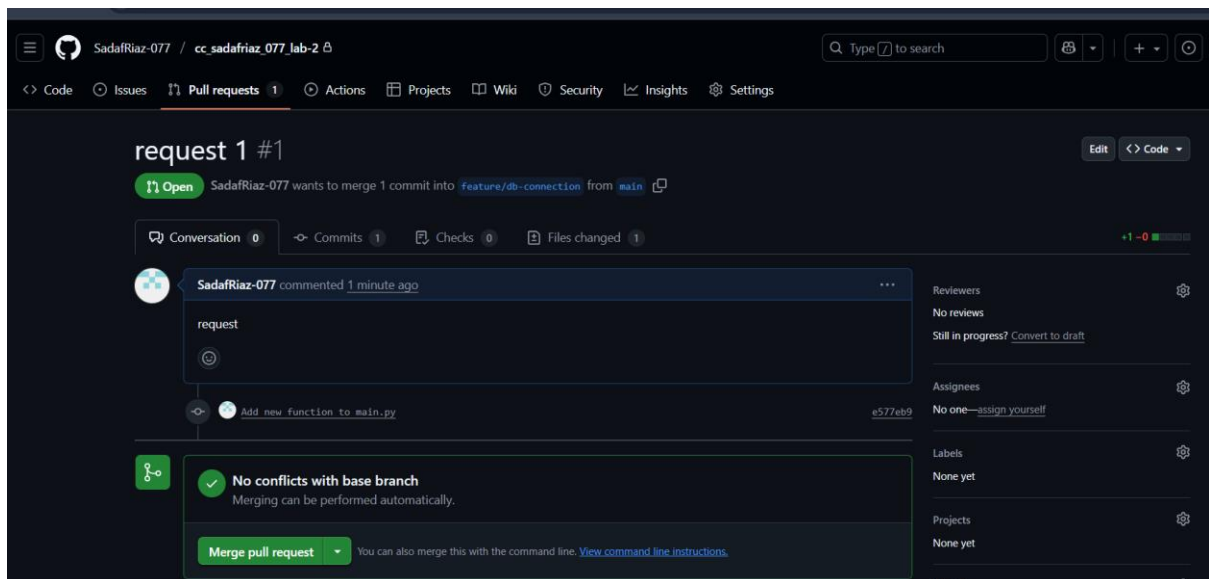 SadafRiaz-077 / cc_sadafriaz_077_lab-2
Type / to search
<> Code Issues Pull requests 1 Actions Projects Wiki Security Insights Settings
request 1 #1
Edit <> Code
Open SadafRiaz-077 wants to merge 1 commit into feature/db-connection from main
Conversation 0 Commits 1 Checks 0 Files changed 1 +1 −0
SadafRiaz-077 commented 1 minute ago ...
request
Add new function to main.py e577eb9
No conflicts with base branch
Merging can be performed automatically.
Merge pull request You can also merge this with the command line. View command line instructions.
Reviewers
No reviews
Still in progress? Convert to draft
Assignees
No one—assign yourself
Labels
None yet
Projects
None yet